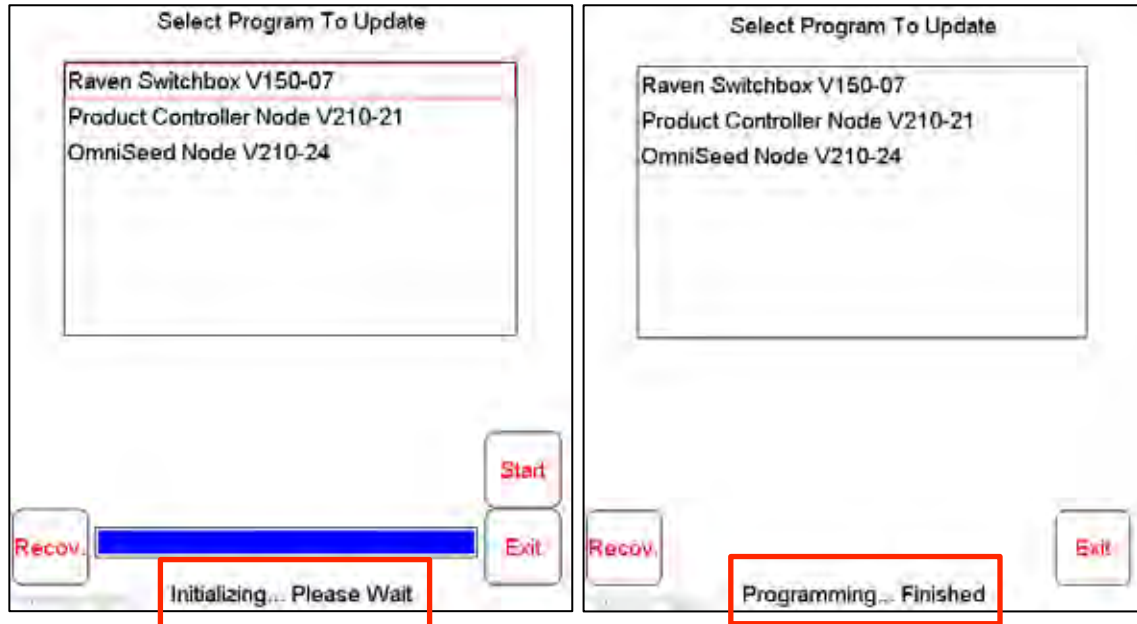 Select Program To Update
Raven Switchbox V150-07
Product Controller Node V210-21
OmniSeed Node V210-24
Start
Recov.
Exit
Initializing... Please Wait
Select Program To Update
Raven Switchbox V150-07
Product Controller Node V210-21
OmniSeed Node V210-24
Recov.
Exit
Programming... Finished